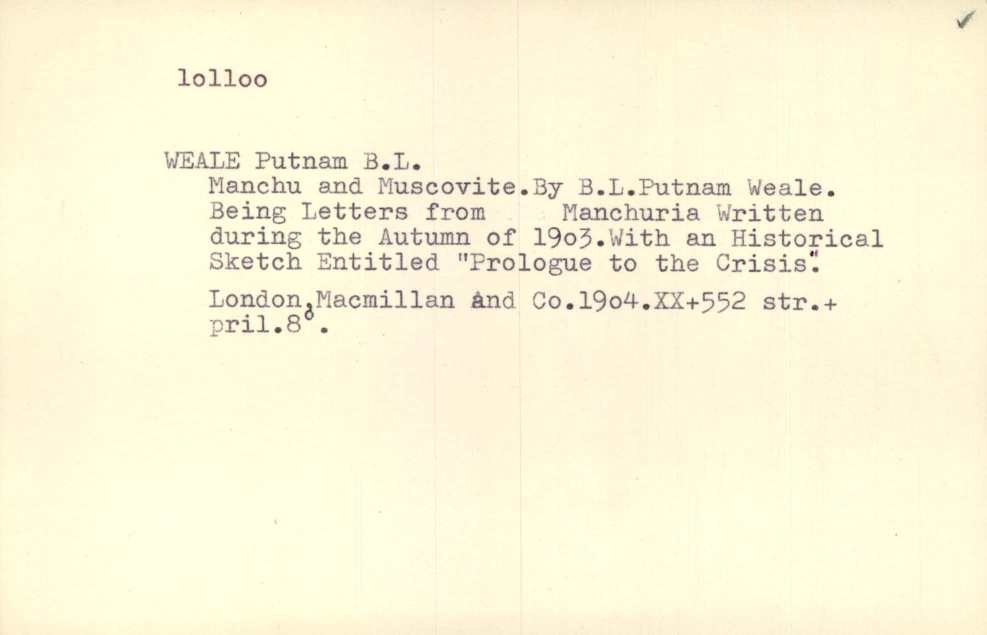 lolloo
WEALE Putnam B.L.
Manchu and Muscovite.By B.L.Putnam Weale.
Being Letters from Manchuria Written
during the Autumn of 19o3.With an Historical
Sketch Entitled "Prologue to the Crisis".
London,Macmillan and Co.19o4.XX+552 str.+
pril.8°.